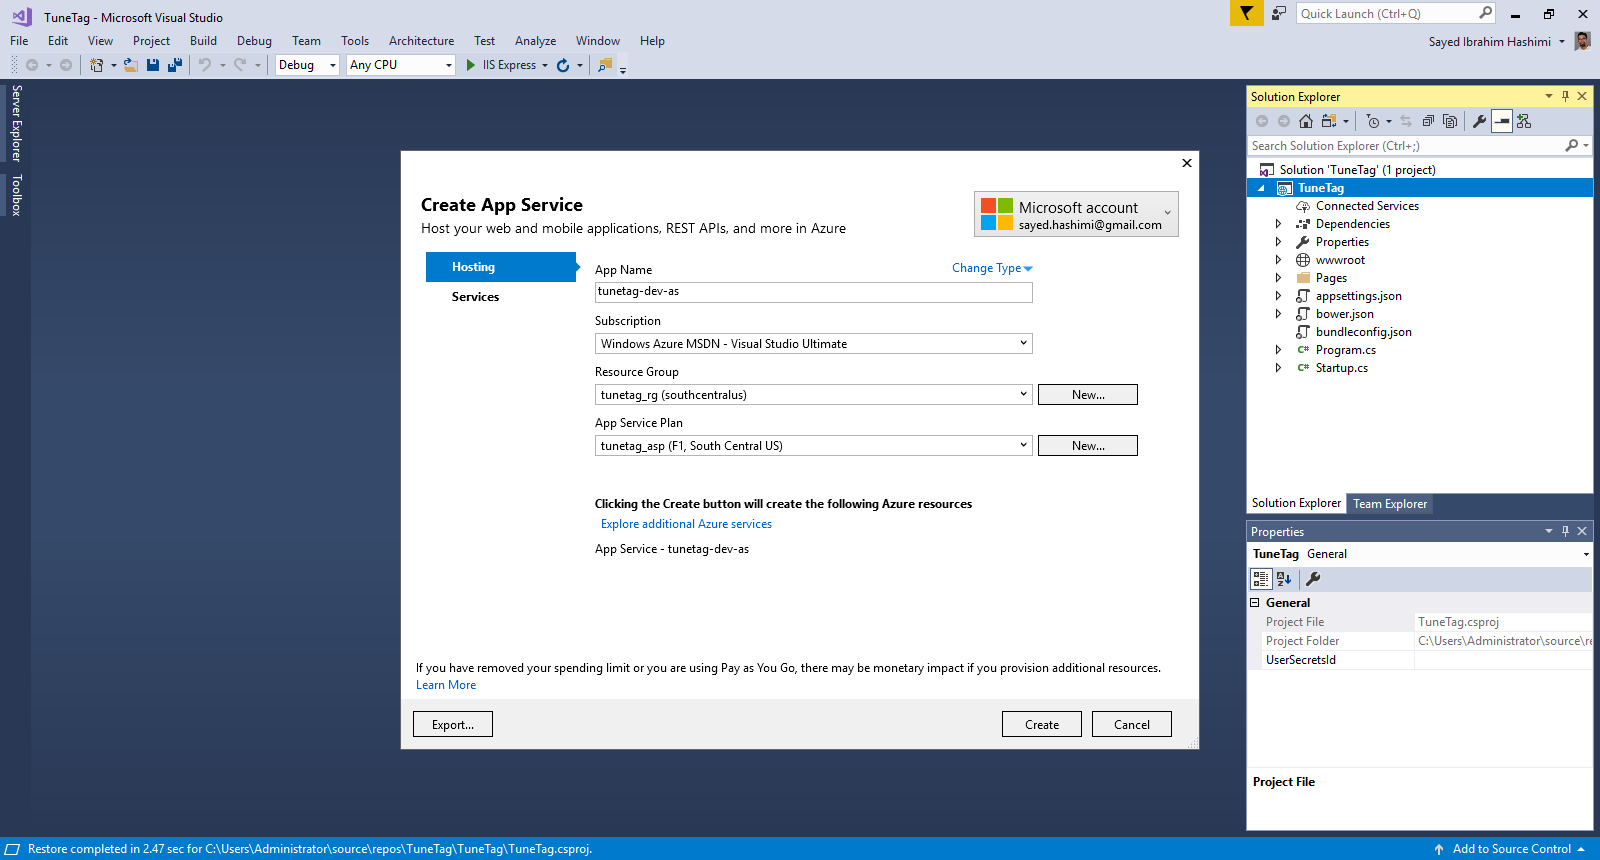 TuneTag - Microsoft Visual Studio
Quick Launch (Ctrl+Q)
File Edit View Project Build Debug Team Tools Architecture Test Analyze Window Help
Sayed Ibrahim Hashimi
Debug Any CPU IIS Express
Server Explorer
Toolbox
Create App Service
Host your web and mobile applications, REST APIs, and more in Azure
Microsoft account
sayed.hashimi@gmail.com
Hosting
Services
App Name Change Type
tunetag-dev-as
Subscription
Windows Azure MSDN - Visual Studio Ultimate
Resource Group
tunetag_rg (southcentralus) New...
App Service Plan
tunetag_asp (F1, South Central US) New...
Clicking the Create button will create the following Azure resources
Explore additional Azure services
App Service - tunetag-dev-as
If you have removed your spending limit or you are using Pay as You Go, there may be monetary impact if you provision additional resources.
Learn More
Export... Create Cancel
Solution Explorer
Search Solution Explorer (Ctrl+;)
Solution 'TuneTag' (1 project)
TuneTag
Connected Services
Dependencies
Properties
wwwroot
Pages
appsettings.json
bower.json
bundleconfig.json
C# Program.cs
C# Startup.cs
Solution Explorer Team Explorer
Properties
TuneTag General
General
Project File TuneTag.csproj
Project Folder C:\Users\Administrator\source\re
UserSecretsId
Project File
Restore completed in 2.47 sec for C:\Users\Administrator\source\repos\TuneTag\TuneTag\TuneTag.csproj.
Add to Source Control